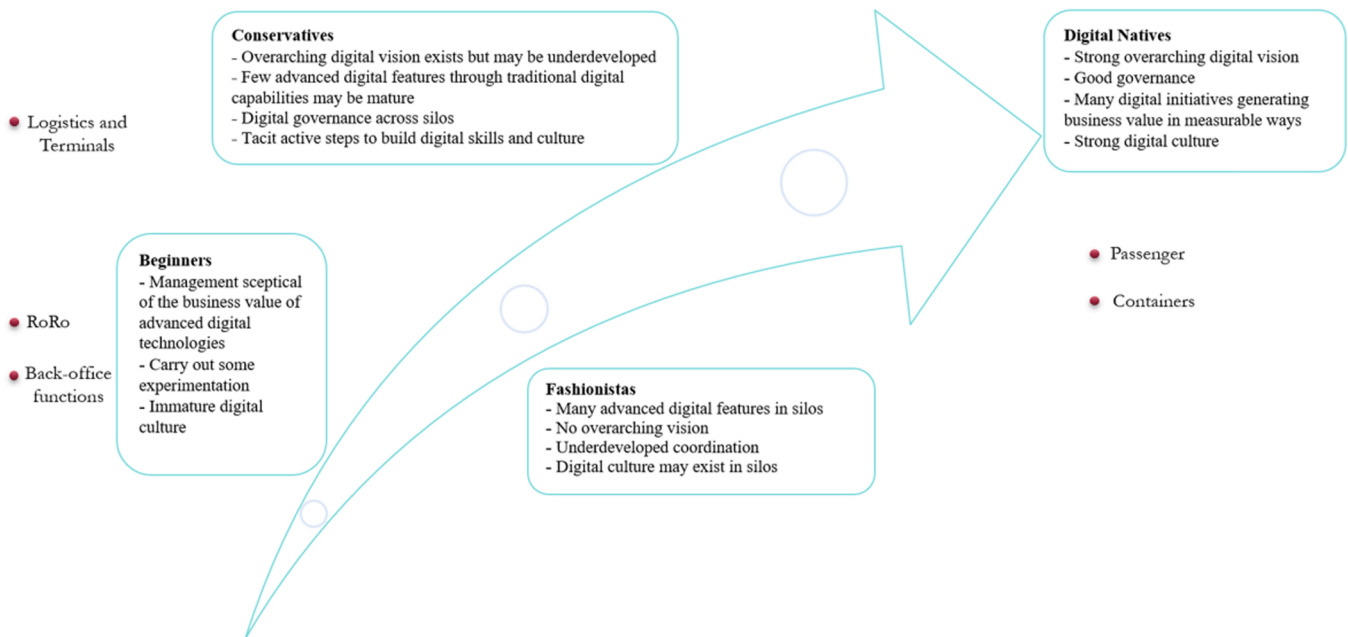 Conservatives
- Overarching digital vision exists but may be underdeveloped
- Few advanced digital features through traditional digital
capabilities may be mature
- Digital governance across silos
- Tacit active steps to build digital skills and culture
Digital Natives
- Strong overarching digital vision
- Good governance
- Many digital initiatives generating
business value in measurable ways
- Strong digital culture
Logistics and
Terminals
Beginners
- Management sceptical
of the business value of
advanced digital
technologies
- Carry out some
experimentation
- Immature digital
culture
RoRo
Back-office
functions
Passenger
Containers
Fashionistas
- Many advanced digital features in silos
- No overarching vision
- Underdeveloped coordination
- Digital culture may exist in silos